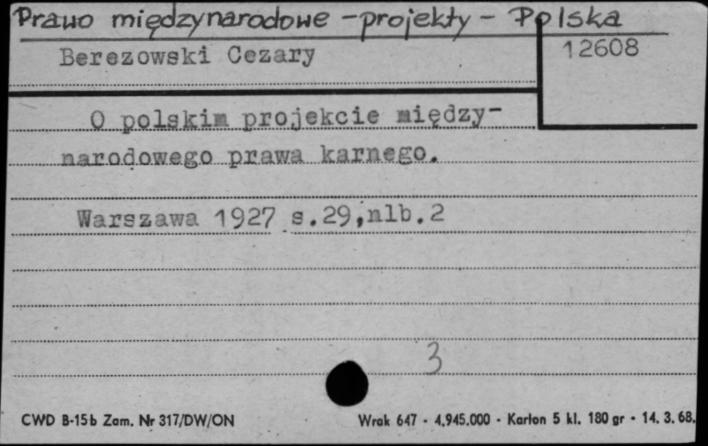 Prawo międzynarodowe - projekty - Polska
Berezowski Cezary
12608
O polskim projekcie między-
narodowego prawa karnego.
Warszawa 1927 s.29,nlb.2
3
CWD B-15b Zam. Nr 317/DW/ON
Wrak 647 - 4.945.000 - Karton 5 kl. 180 gr - 14. 3. 68.